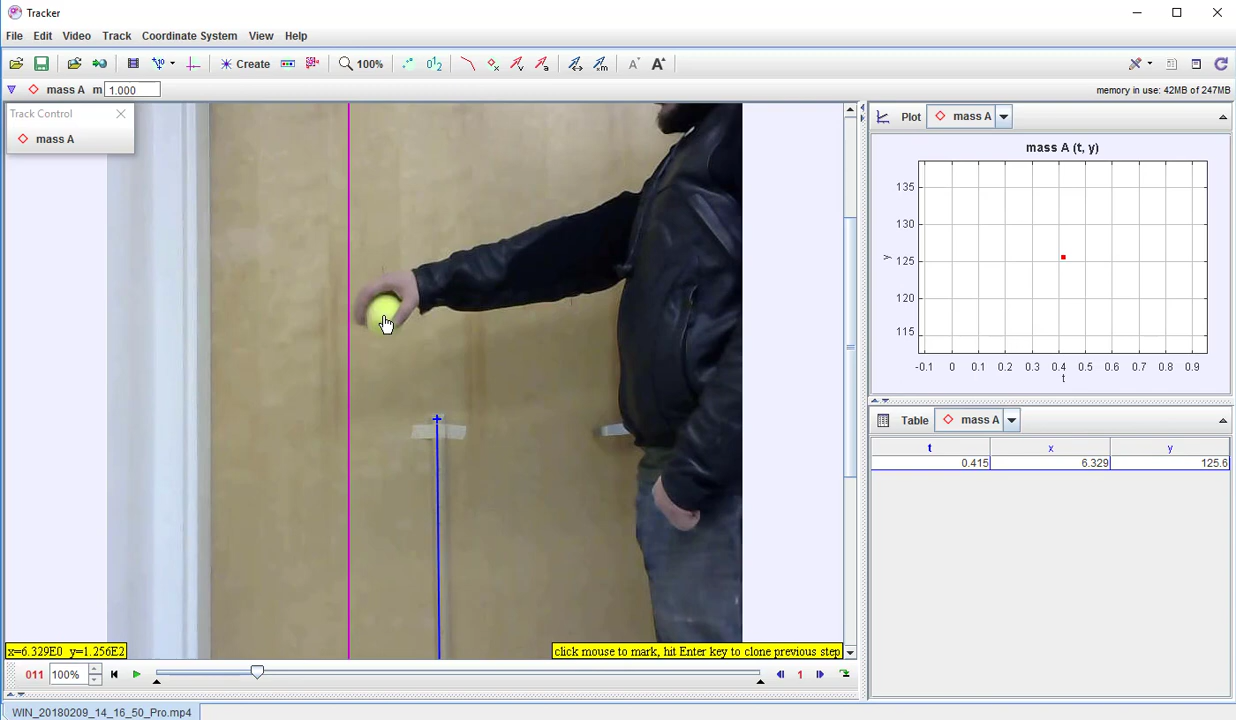 Tracker
File Edit Video Track Coordinate System View Help
Create 100%
mass A m 1.000 memory in use: 42MB of 247MB
Track Control
mass A
Plot mass A
mass A (t, y)
135
130
125
120
115
y
-0.1 0 0.1 0.2 0.3 0.4 0.5 0.6 0.7 0.8 0.9
t
Table mass A
t x y
0.415 6.329 125.6
x=6.329E0 y=1.256E2
click mouse to mark, hit Enter key to clone previous step
011 100% 1
WIN_20180209_14_16_50_Pro.mp4